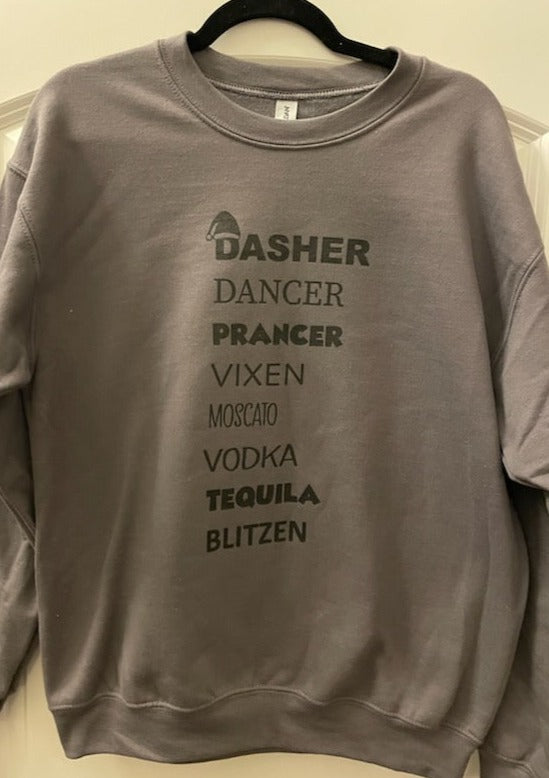 DASHER
DANCER
PRANCER
VIXEN
MOSCATO
VODKA
TEQUILA
BLITZEN